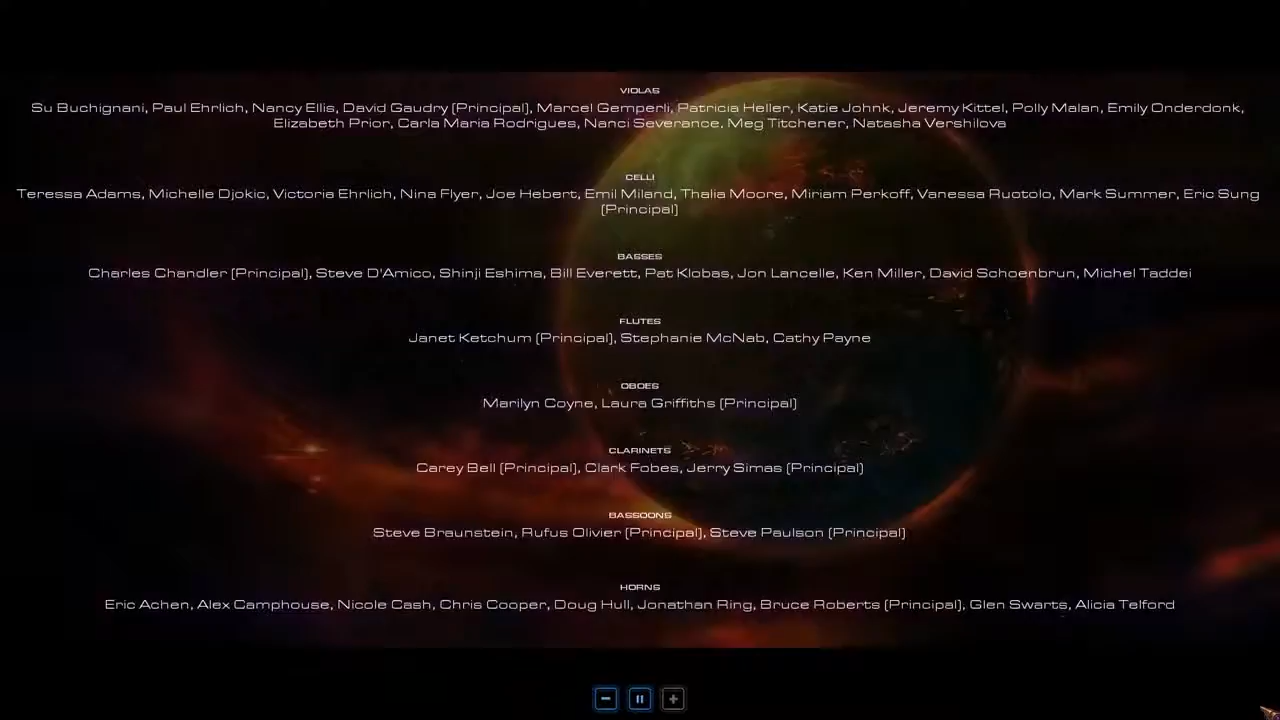 VIOLAS
Su Buchignani, Paul Ehrlich, Nancy Ellis, David Gaudry (Principal), Marcel Gemperli, Patricia Heller, Katie Johnk, Jeremy Kittel, Polly Malan, Emily Onderdonk,
Elizabeth Prior, Carla Maria Rodrigues, Nanci Severance, Meg Titchener, Natasha Vershilova
CELLI
Teressa Adams, Michelle Djokic, Victoria Ehrlich, Nina Flyer, Joe Hebert, Emil Miland, Thalia Moore, Miriam Perkoff, Vanessa Ruotolo, Mark Summer, Eric Sung
(Principal)
BASSES
Charles Chandler (Principal), Steve D'Amico, Shinji Eshima, Bill Everett, Pat Klobas, Jon Lancelle, Ken Miller, David Schoenbrun, Michel Taddei
FLUTES
Janet Ketchum (Principal), Stephanie McNab, Cathy Payne
OBOES
Marilyn Coyne, Laura Griffiths (Principal)
CLARINETS
Carey Bell (Principal), Clark Fobes, Jerry Simas (Principal)
BASSOONS
Steve Braunstein, Rufus Olivier (Principal), Steve Paulson (Principal)
HORNS
Eric Achen, Alex Camphouse, Nicole Cash, Chris Cooper, Doug Hull, Jonathan Ring, Bruce Roberts (Principal), Glen Swarts, Alicia Telford